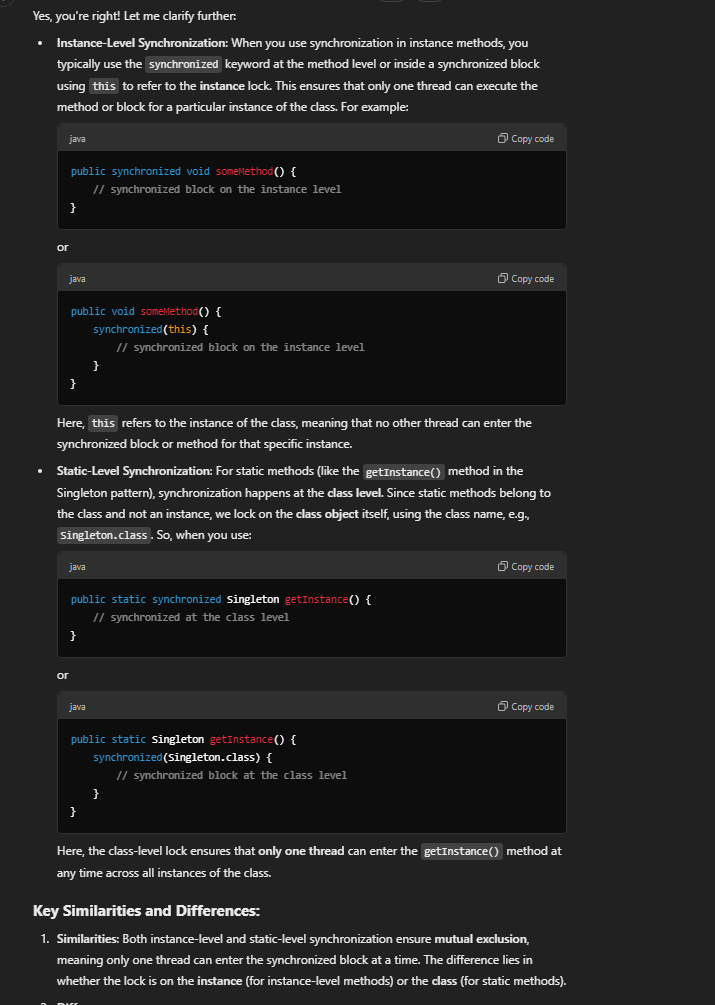 Yes, you're right! Let me clarify further:
• Instance-Level Synchronization: When you use synchronization in instance methods, you
typically use the synchronized keyword at the method level or inside a synchronized block
using this to refer to the instance lock. This ensures that only one thread can execute the
method or block for a particular instance of the class. For example:
java Copy code
public synchronized void someMethod() {
    // synchronized block on the instance level
}
or
java Copy code
public void someMethod() {
    synchronized(this) {
        // synchronized block on the instance level
    }
}
Here, this refers to the instance of the class, meaning that no other thread can enter the
synchronized block or method for that specific instance.
• Static-Level Synchronization: For static methods (like the getInstance() method in the
Singleton pattern), synchronization happens at the class level. Since static methods belong to
the class and not an instance, we lock on the class object itself, using the class name, e.g.,
Singleton.class. So, when you use:
java Copy code
public static synchronized Singleton getInstance() {
    // synchronized at the class level
}
or
java Copy code
public static Singleton getInstance() {
    synchronized(Singleton.class) {
        // synchronized block at the class level
    }
}
Here, the class-level lock ensures that only one thread can enter the getInstance() method at
any time across all instances of the class.
Key Similarities and Differences:
1. Similarities: Both instance-level and static-level synchronization ensure mutual exclusion,
meaning only one thread can enter the synchronized block at a time. The difference lies in
whether the lock is on the instance (for instance-level methods) or the class (for static methods).